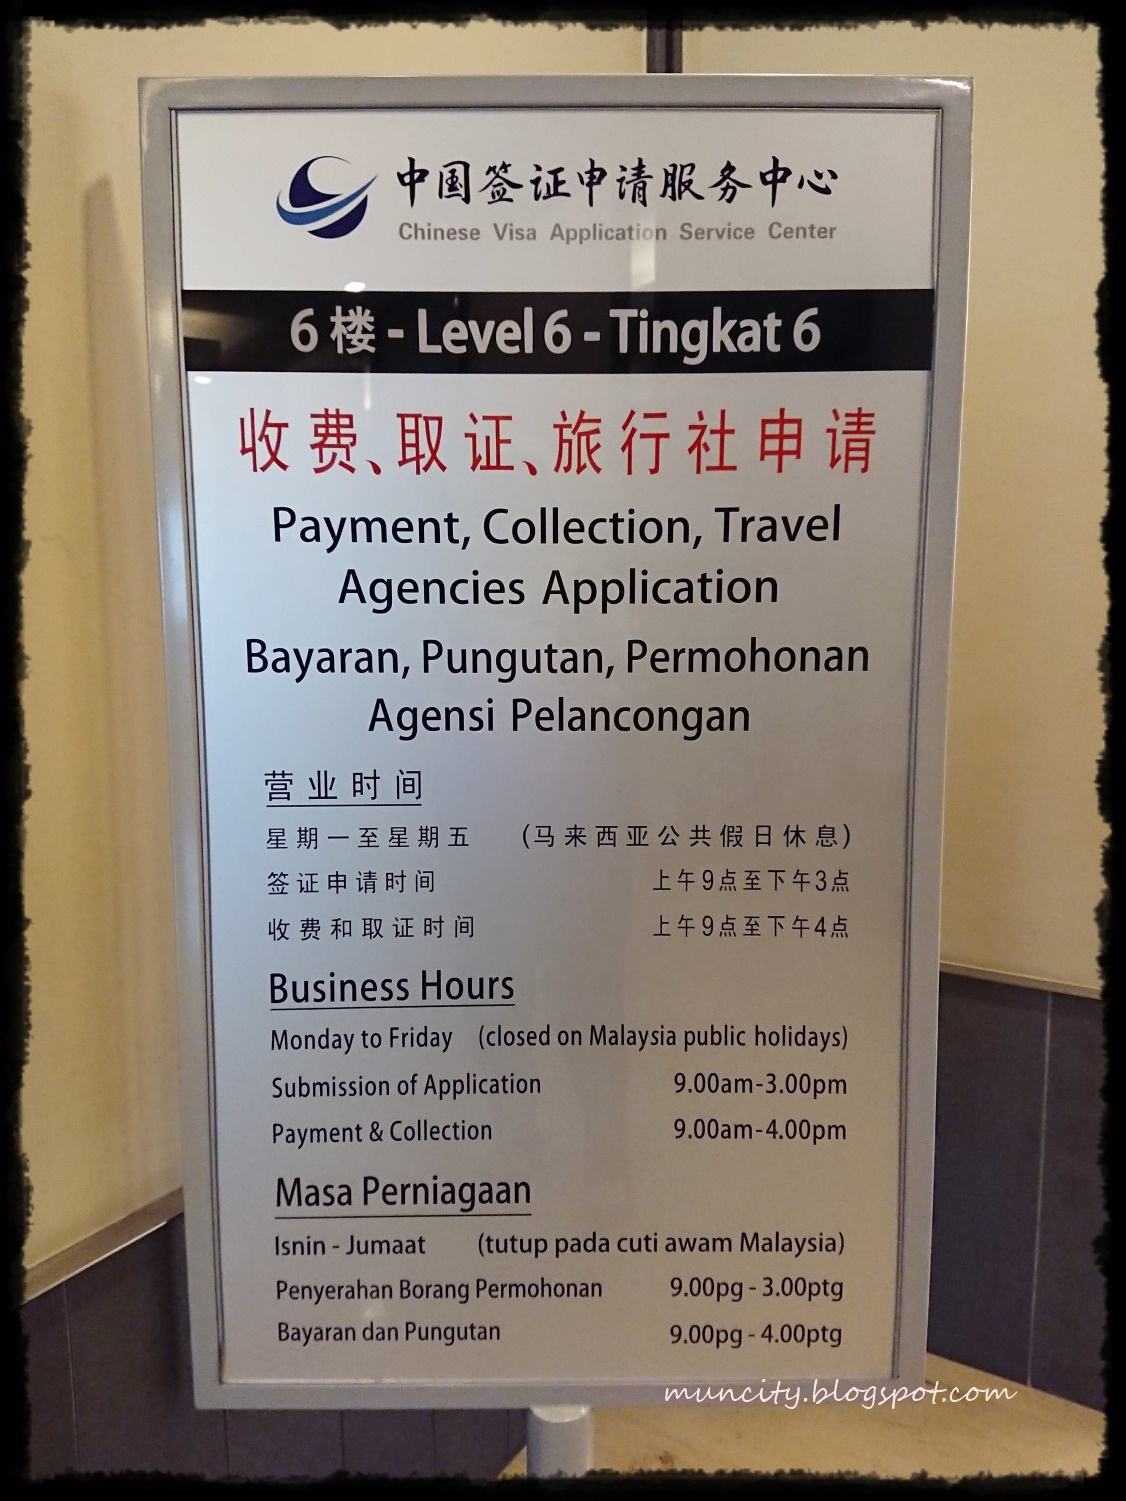 中国签证申请服务中心
Chinese Visa Application Service Center
6 楼 - Level 6 - Tingkat 6
收费、取证、旅行社申请
Payment, Collection, Travel
Agencies Application
Bayaran, Pungutan, Permohonan
Agensi Pelancongan
营业时间
星期一至星期五 (马来西亚公共假日休息)
签证申请时间 上午9点至下午3点
收费和取证时间 上午9点至下午4点
Business Hours
Monday to Friday (closed on Malaysia public holidays)
Submission of Application 9.00am-3.00pm
Payment & Collection 9.00am-4.00pm
Masa Perniagaan
Isnin - Jumaat (tutup pada cuti awam Malaysia)
Penyerahan Borang Permohonan 9.00pg - 3.00ptg
Bayaran dan Pungutan 9.00pg - 4.00ptg
muncity.blogspot.com